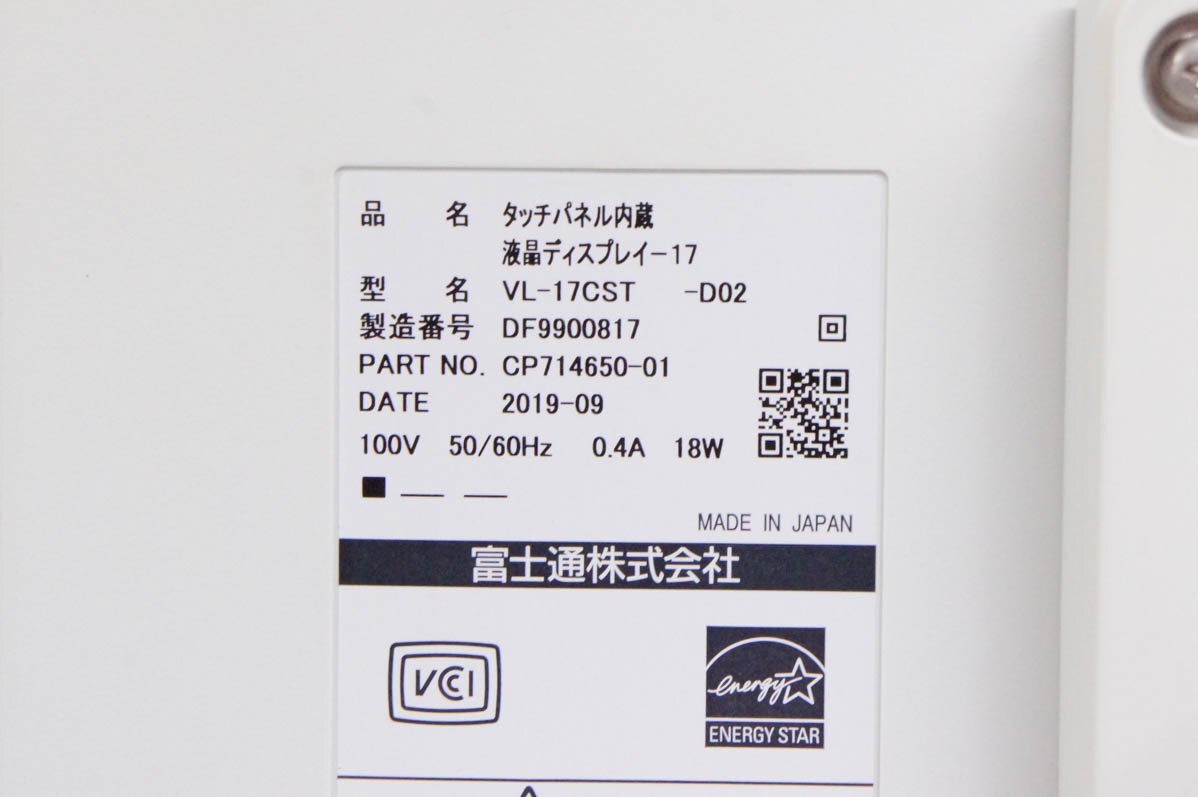 品　名　タッチパネル内蔵
液晶ディスプレイ－17
型　名　VL-17CST　-D02
製造番号　DF9900817
PART NO.　CP714650-01
DATE　2019-09
100V　50/60Hz　0.4A　18W
MADE IN JAPAN
富士通株式会社
VCCI
energy
ENERGY STAR